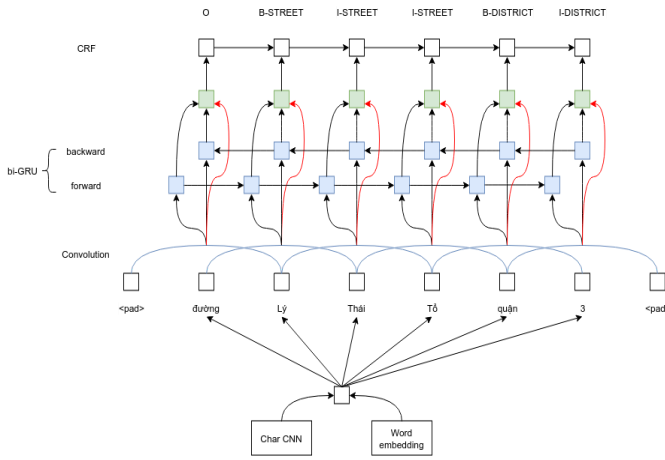 O B-STREET I-STREET I-STREET B-DISTRICT I-DISTRICT
CRF
backward
bi-GRU
forward
Convolution
<pad> đường Lý Thái Tổ quận 3 <pad
Char CNN
Word
embedding